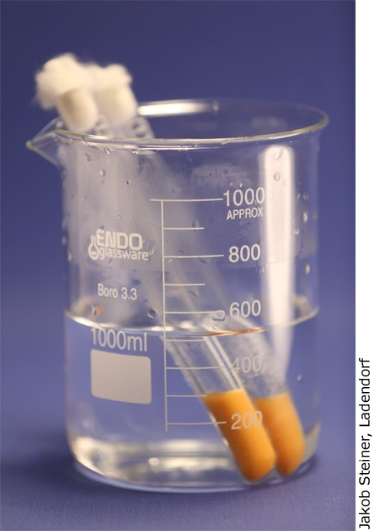 1000
APPROX
ENDO
glassware
800
Boro 3.3
600
1000ml
400
200
Jakob Steiner, Ladendorf